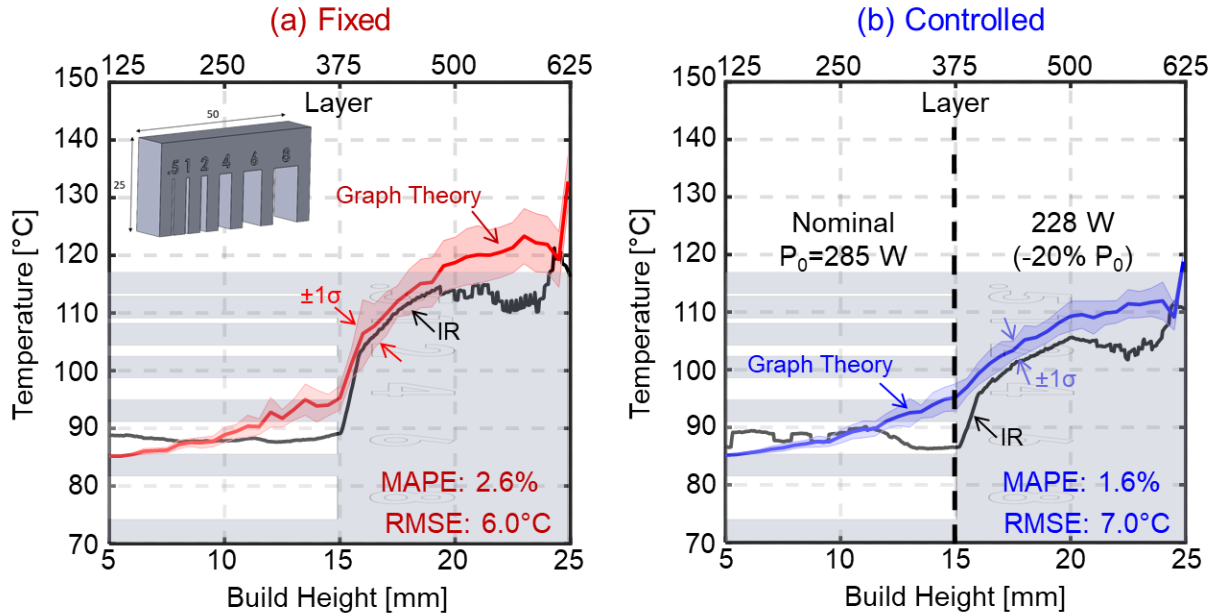 (a) Fixed
125 250 375 500 625
Layer
150
140
130
120
110
100
90
80
70
Temperature [°C]
50
25
.5 1 2 4 6 8
Graph Theory
±1σ
IR
MAPE: 2.6%
RMSE: 6.0°C
5 10 15 20 25
Build Height [mm]
(b) Controlled
125 250 375 500 625
Layer
150
140
130
120
110
100
90
80
70
Temperature [°C]
Nominal
P₀=285 W
228 W
(-20% P₀)
Graph Theory
±1σ
IR
MAPE: 1.6%
RMSE: 7.0°C
5 10 15 20 25
Build Height [mm]